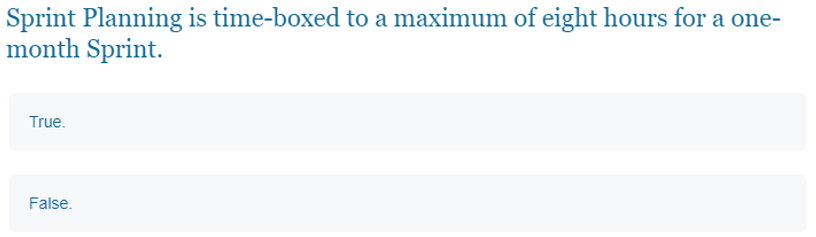 Sprint Planning is time-boxed to a maximum of eight hours for a one-
month Sprint.
True.
False.